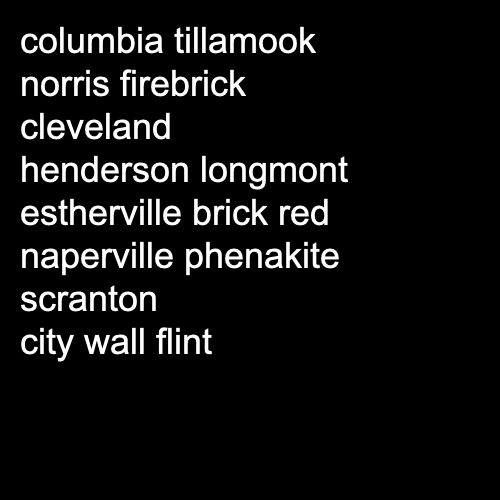 columbia tillamook
norris firebrick
cleveland
henderson longmont
estherville brick red
naperville phenakite
scranton
city wall flint